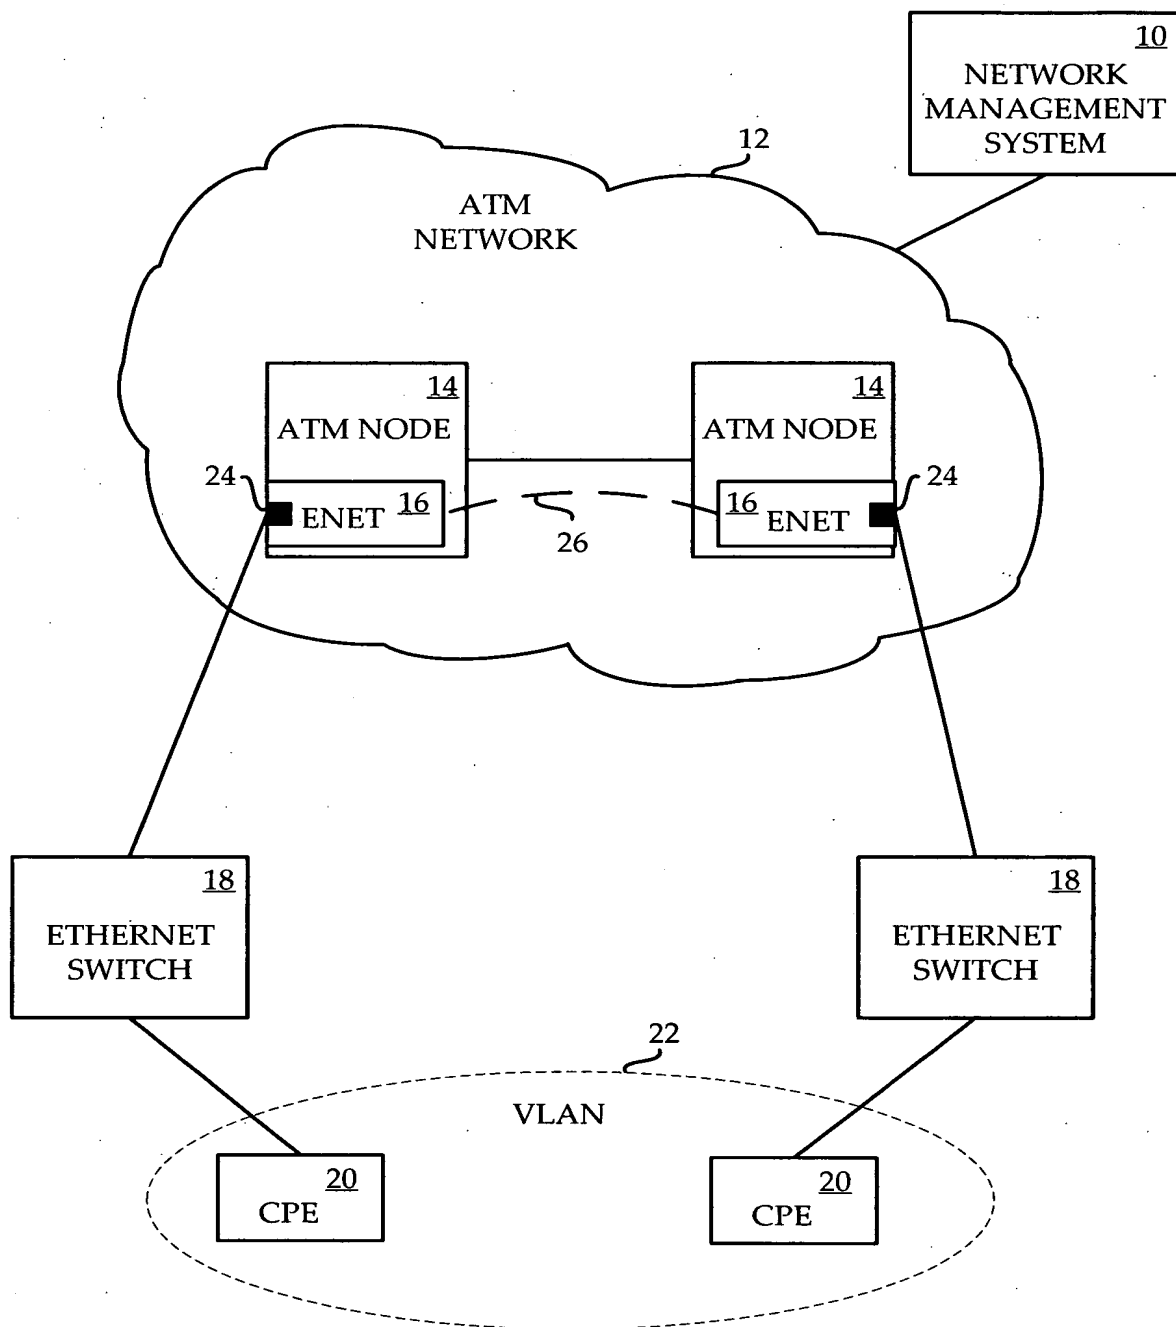 10
NETWORK
MANAGEMENT
SYSTEM
12
ATM
NETWORK
14
ATM NODE
14
ATM NODE
24
16
ENET
26
16
ENET
24
18
ETHERNET
SWITCH
18
ETHERNET
SWITCH
22
VLAN
20
CPE
20
CPE